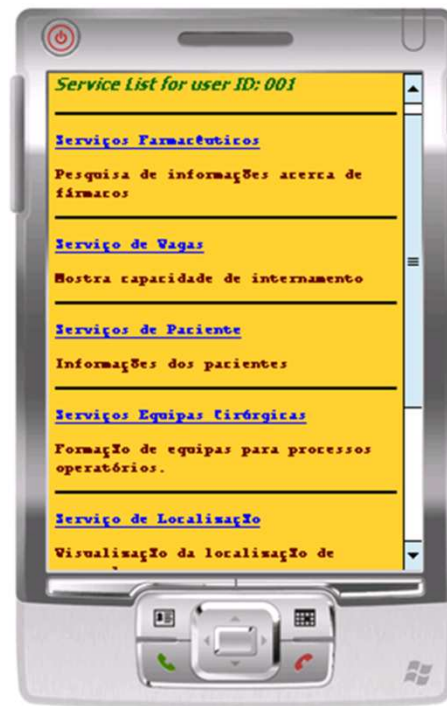 Service List for user ID: 001
Serviços Farmacêuticos
Pesquisa de informações acerca de
fármacos
Serviço de Vagas
Mostra capacidade de internamento
Serviços de Paciente
Informações dos pacientes
Serviços Equipas Cirúrgicas
Formação de equipas para processos
operatórios.
Serviço de Localização
Visualização da localização de